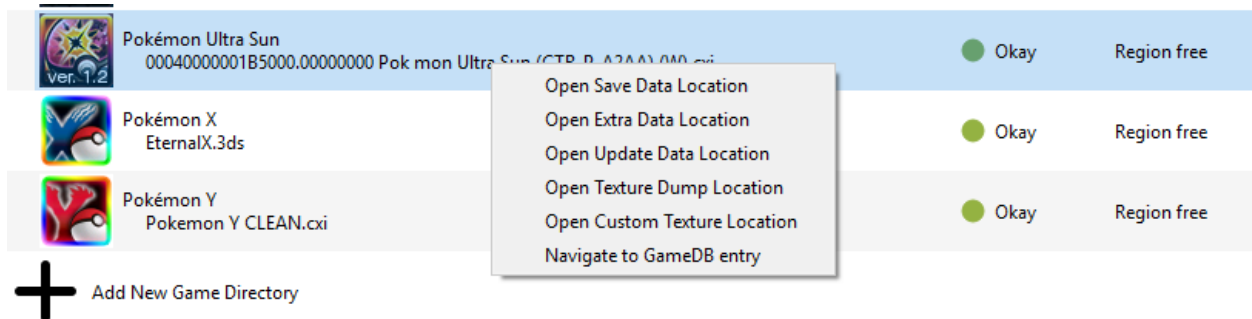 ver. 1.2
Pokémon Ultra Sun
00040000001B5000.00000000 Pok mon Ultra Sun (CTR-P-A2AA) (W).cxi
Okay
Region free
Open Save Data Location
Open Extra Data Location
Open Update Data Location
Open Texture Dump Location
Open Custom Texture Location
Navigate to GameDB entry
Pokémon X
EternalX.3ds
Okay
Region free
Pokémon Y
Pokemon Y CLEAN.cxi
Okay
Region free
Add New Game Directory